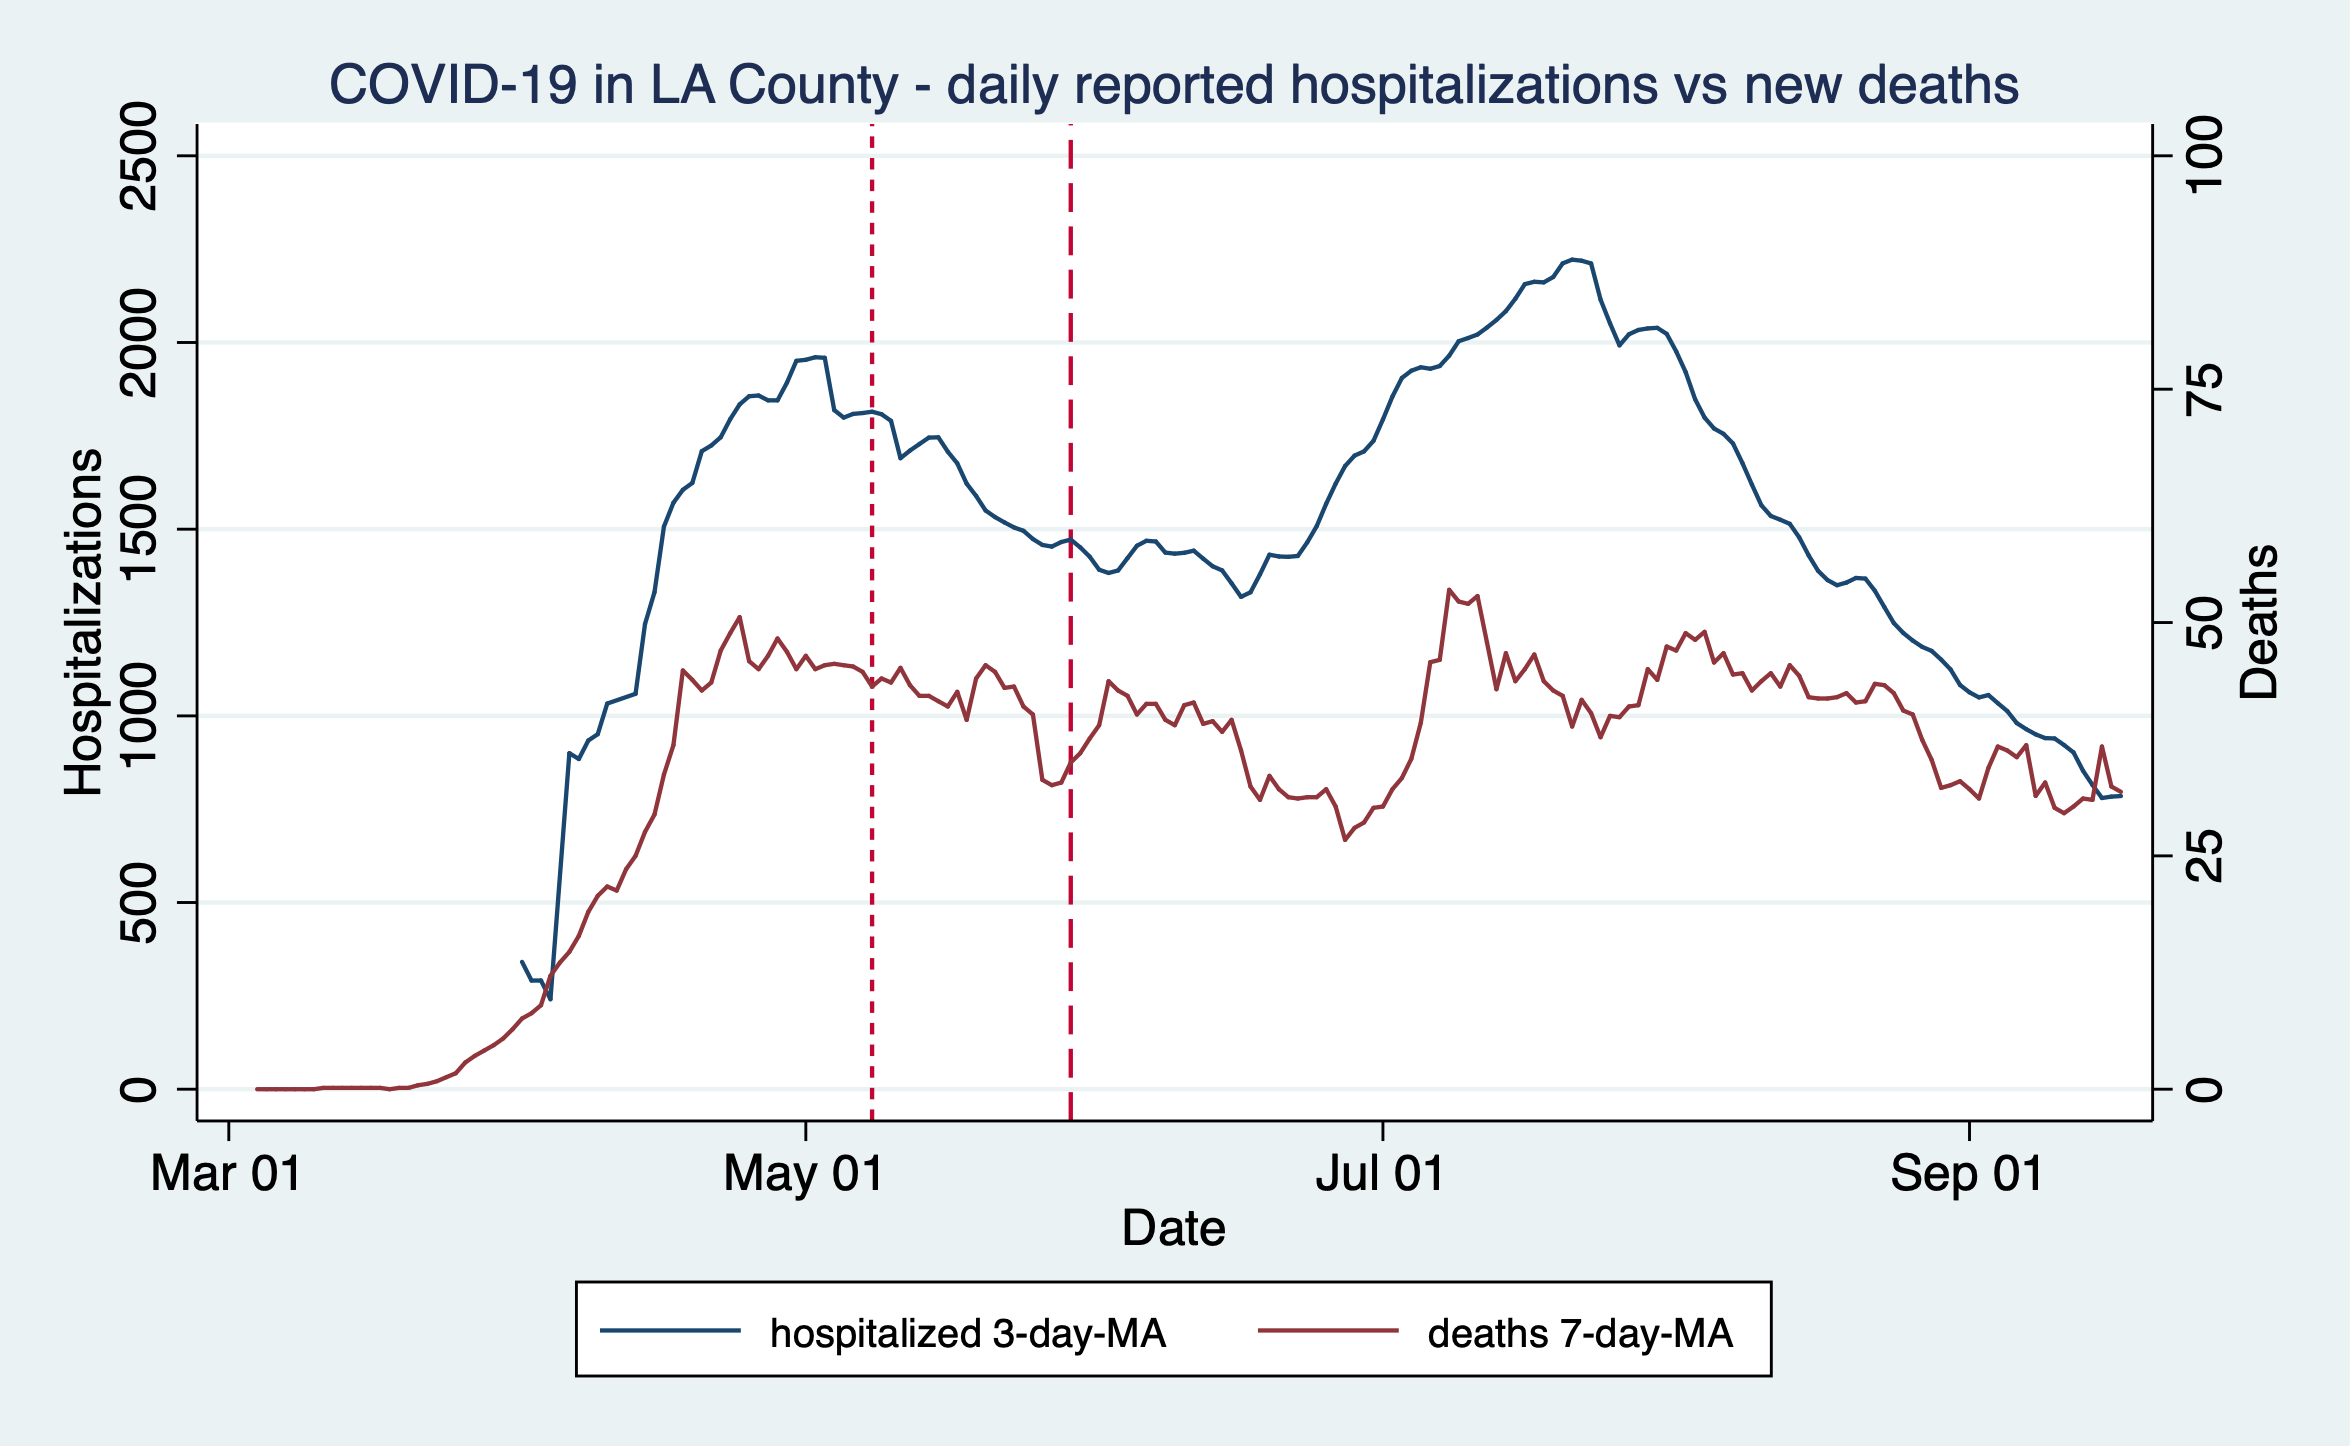 COVID-19 in LA County - daily reported hospitalizations vs new deaths
Hospitalizations
2500
2000
1500
1000
500
0
100
75
50
25
0
Deaths
Mar 01
May 01
Jul 01
Sep 01
Date
hospitalized 3-day-MA
deaths 7-day-MA